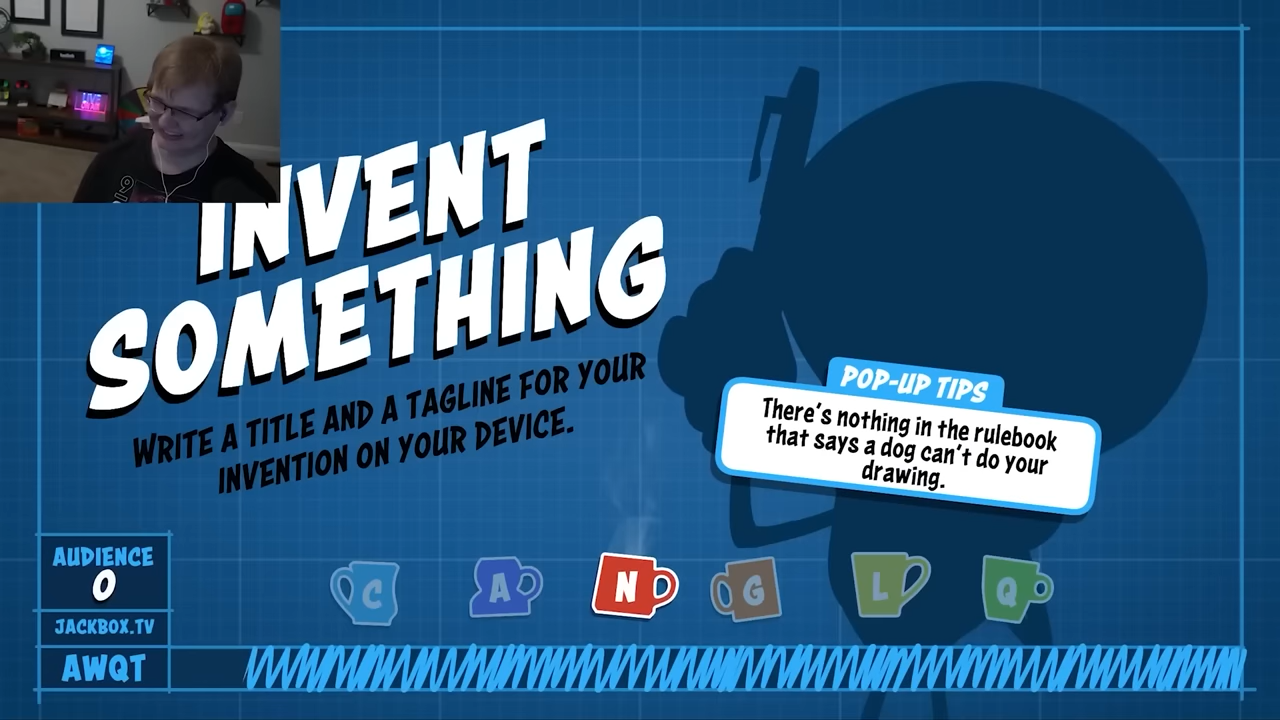 INVENT
SOMETHING
WRITE A TITLE AND A TAGLINE FOR YOUR
INVENTION ON YOUR DEVICE.
POP-UP TIPS
There's nothing in the rulebook
that says a dog can't do your
drawing.
C A N G L Q
AUDIENCE
0
JACKBOX.TV
AWQT